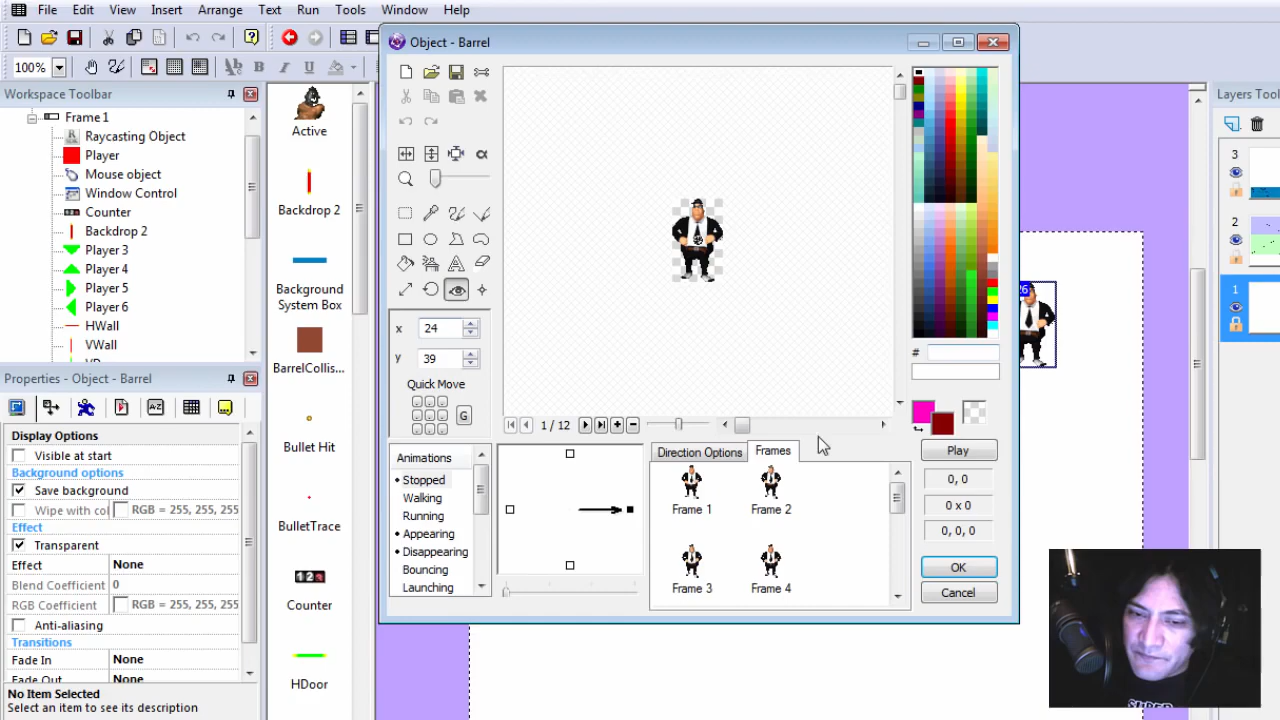 File Edit View Insert Arrange Text Run Tools Window Help
100%
B I U
Workspace Toolbar
Frame 1
Raycasting Object
Player
Mouse object
Window Control
Counter
Backdrop 2
Player 3
Player 4
Player 5
Player 6
HWall
VWall
Properties - Object - Barrel
Display Options
Visible at start
Background options
Save background
Wipe with col RGB = 255, 255, 255
Effect
Transparent
Effect None
Blend Coefficient 0
RGB Coefficient RGB = 255, 255, 255
Anti-aliasing
Transitions
Fade In None
Fade Out None
No Item Selected
Select an item to see its description
Active
Backdrop 2
Background
System Box
BarrelCollis...
Bullet Hit
BulletTrace
123
Counter
HDoor
Object - Barrel
x 24
y 39
Quick Move
G
1 / 12
Animations
Stopped
Walking
Running
Appearing
Disappearing
Bouncing
Launching
Direction Options Frames
Frame 1 Frame 2
Frame 3 Frame 4
#
Play
0, 0
0 x 0
0, 0, 0
OK
Cancel
Layers Tool
3
2
1